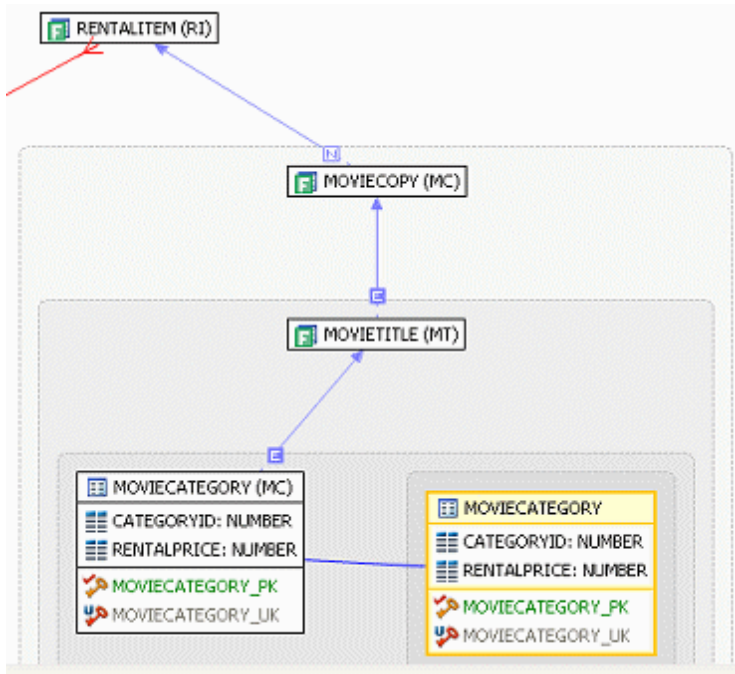 RENTALITEM (RI)
N
MOVIECOPY (MC)
E
MOVIETITLE (MT)
E
MOVIECATEGORY (MC)
CATEGORYID: NUMBER
RENTALPRICE: NUMBER
MOVIECATEGORY_PK
MOVIECATEGORY_UK
MOVIECATEGORY
CATEGORYID: NUMBER
RENTALPRICE: NUMBER
MOVIECATEGORY_PK
MOVIECATEGORY_UK